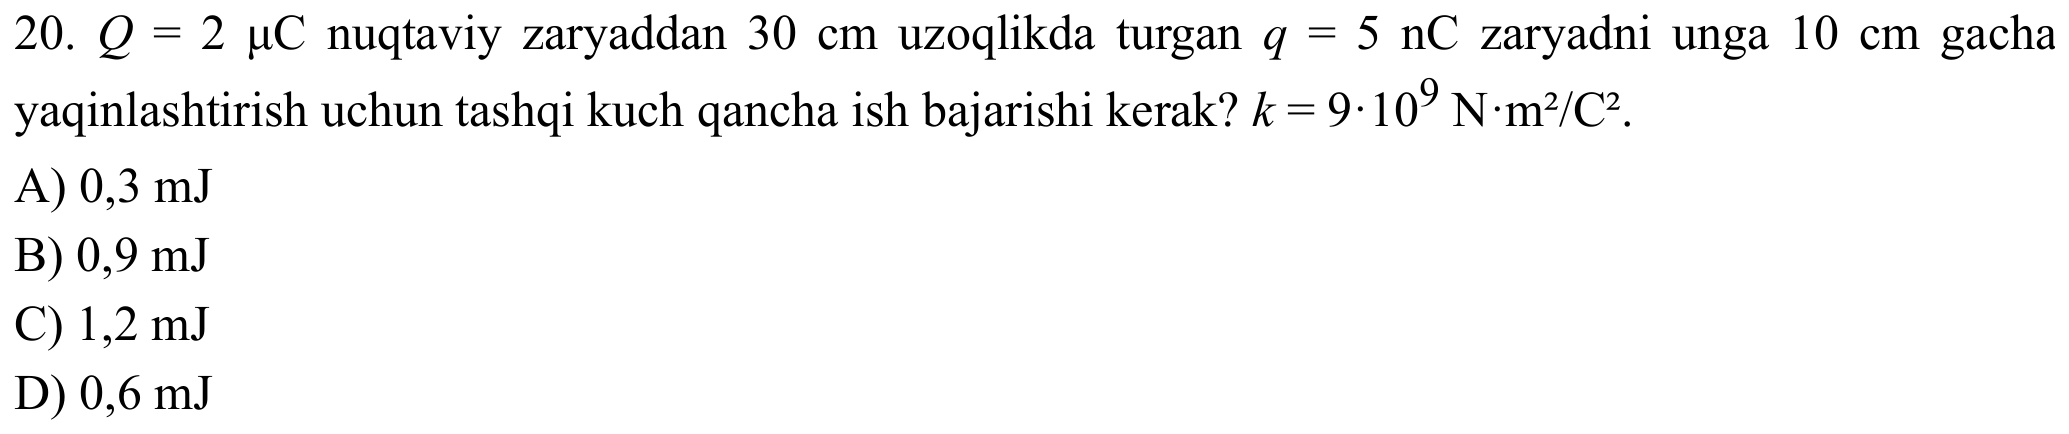 20. Q = 2 μC nuqtaviy zaryaddan 30 cm uzoqlikda turgan q = 5 nC zaryadni unga 10 cm gacha
yaqinlashtirish uchun tashqi kuch qancha ish bajarishi kerak? k = 9·10⁹ N·m²/C².
A) 0,3 mJ
B) 0,9 mJ
C) 1,2 mJ
D) 0,6 mJ